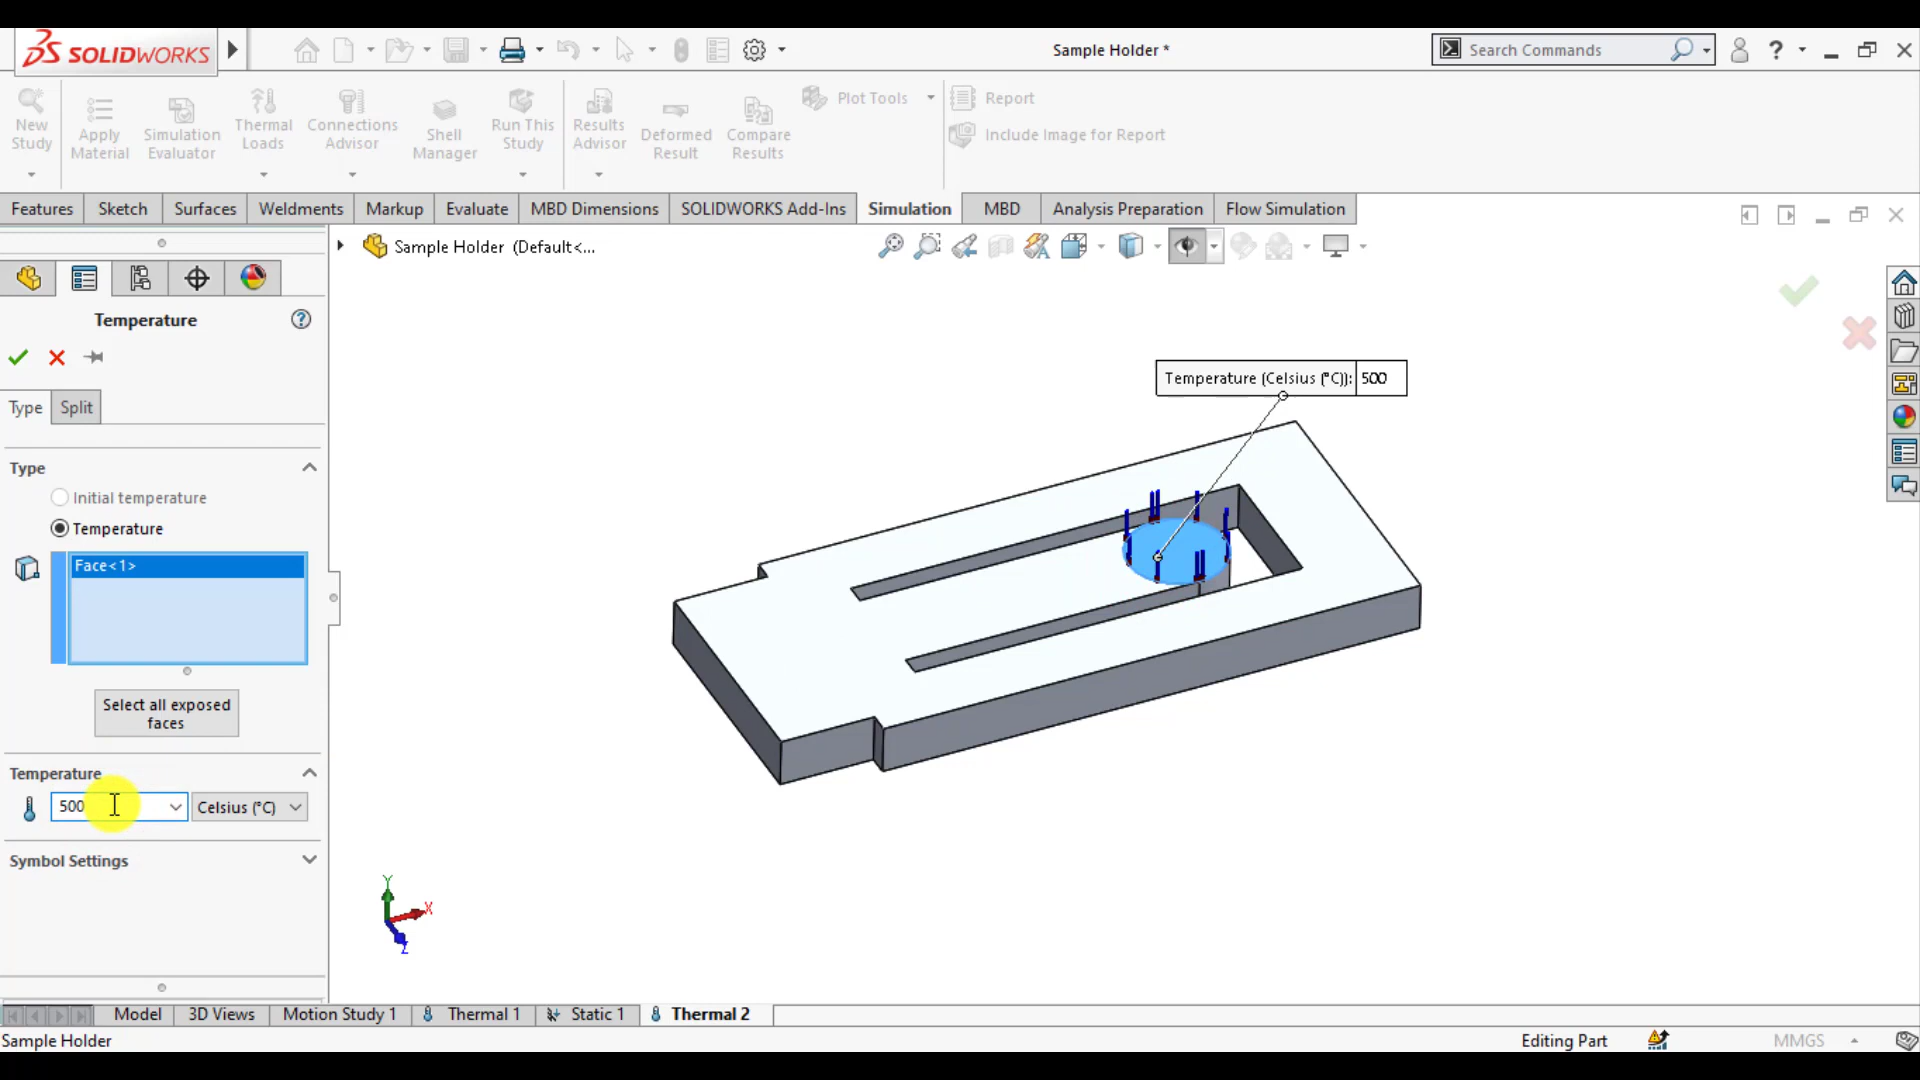 SOLIDWORKS
Sample Holder *
Search Commands
?
New Study
Apply Material
Simulation Evaluator
Thermal Loads
Connections Advisor
Shell Manager
Run This Study
Results Advisor
Deformed Result
Compare Results
Plot Tools
Report
Include Image for Report
Features
Sketch
Surfaces
Weldments
Markup
Evaluate
MBD Dimensions
SOLIDWORKS Add-Ins
Simulation
MBD
Analysis Preparation
Flow Simulation
Sample Holder (Default<...
Temperature
?
Type
Split
Type
Initial temperature
Temperature
Face<1>
Select all exposed
faces
Temperature
500
Celsius (°C)
Symbol Settings
Temperature (Celsius (°C)): 500
Y
X
Z
Model
3D Views
Motion Study 1
Thermal 1
Static 1
Thermal 2
Sample Holder
Editing Part
MMGS